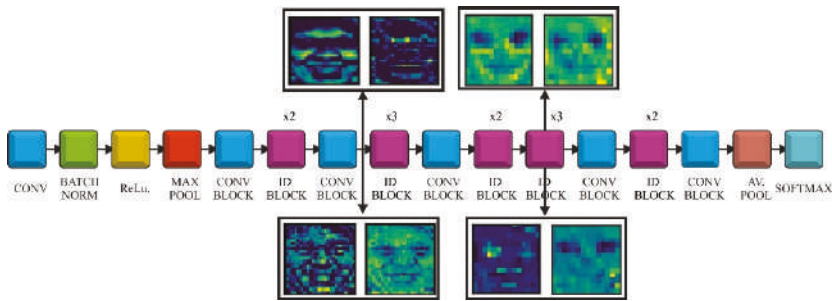 x2 x3 x2 x3 x2
CONV BATCH ReLu. MAX CONV ID CONV ID CONV ID ID CONV ID CONV AV. SOFTMAX
NORM POOL BLOCK BLOCK BLOCK BLOCK BLOCK BLOCK BLOCK BLOCK BLOCK BLOCK POOL